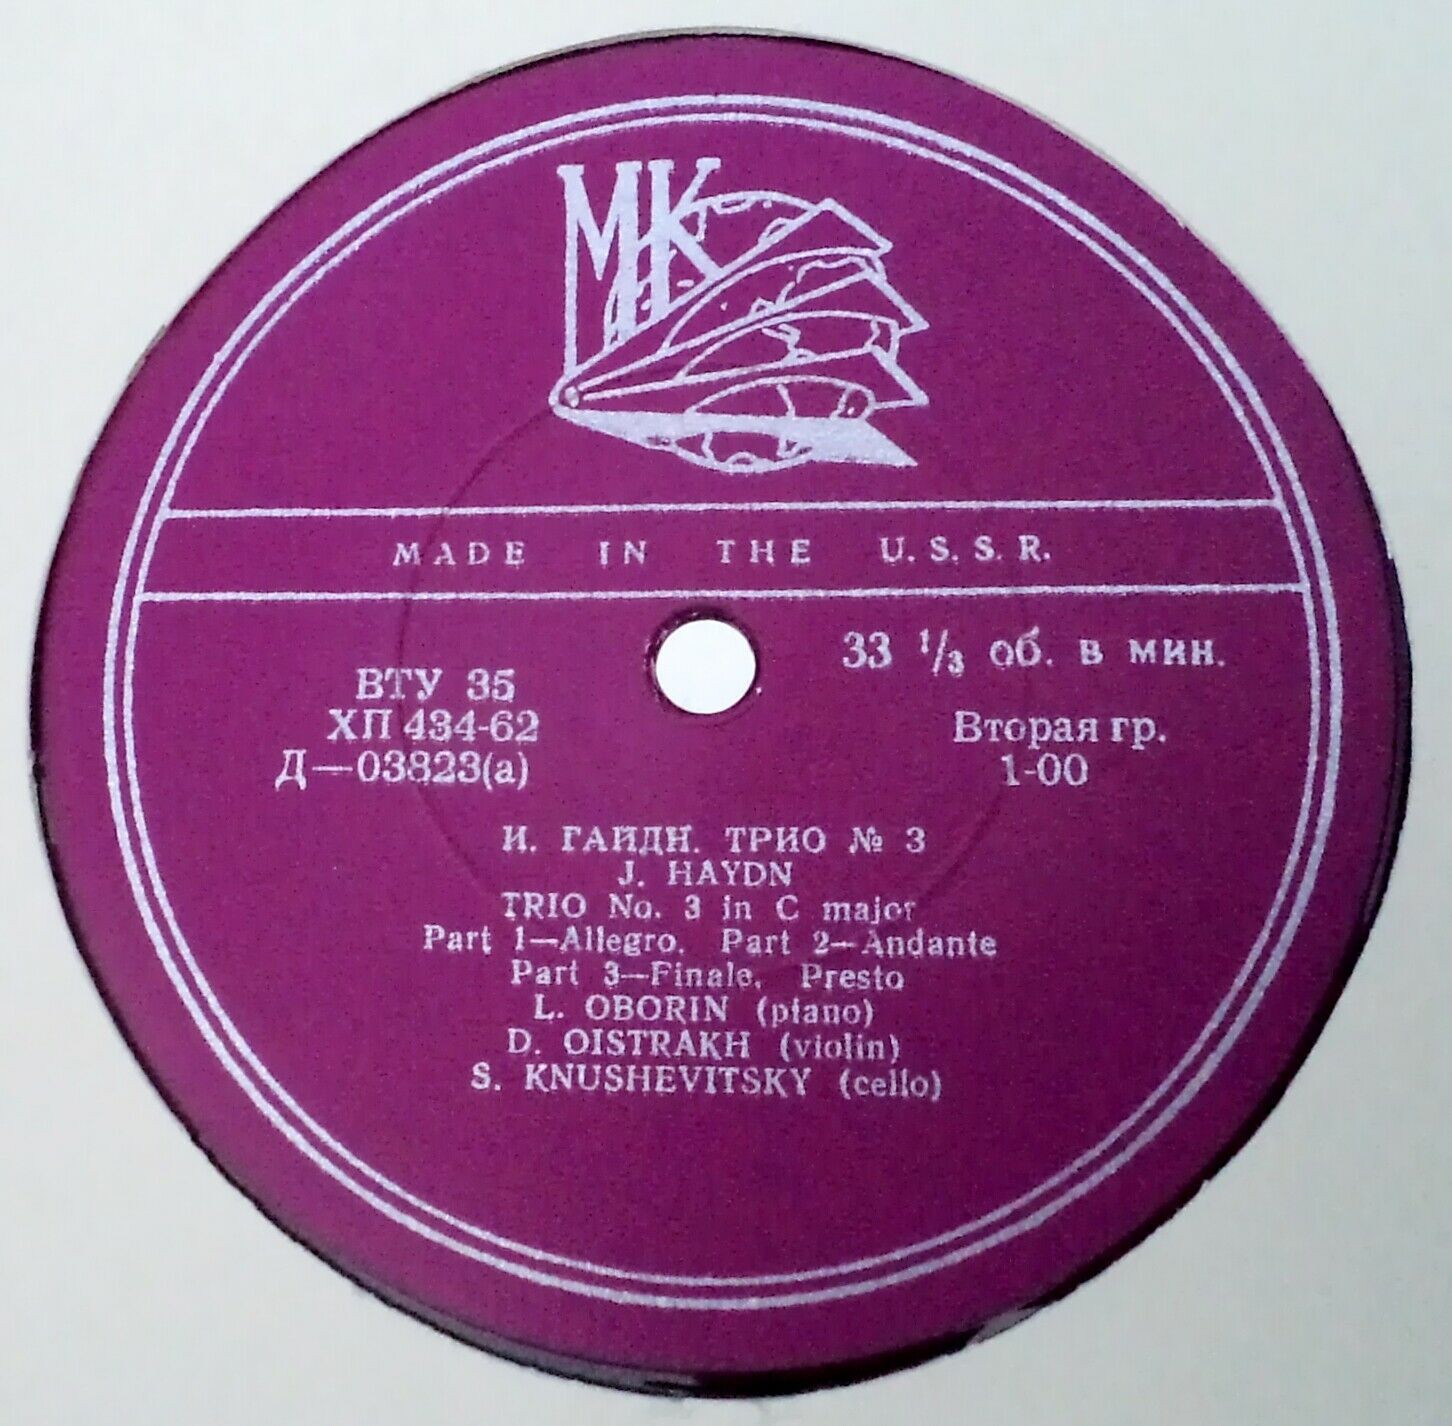 МК
MADE IN THE U.S.S.R.
33 1/3 об. в мин.
ВТУ 35
ХП 434-62
Д—03823(а)
Вторая гр.
1-00
И. ГАЙДН. ТРИО № 3
J. HAYDN
TRIO No. 3 in C major
Part 1—Allegro. Part 2—Andante
Part 3—Finale. Presto
L. OBORIN (piano)
D. OISTRAKH (violin)
S. KNUSHEVITSKY (cello)